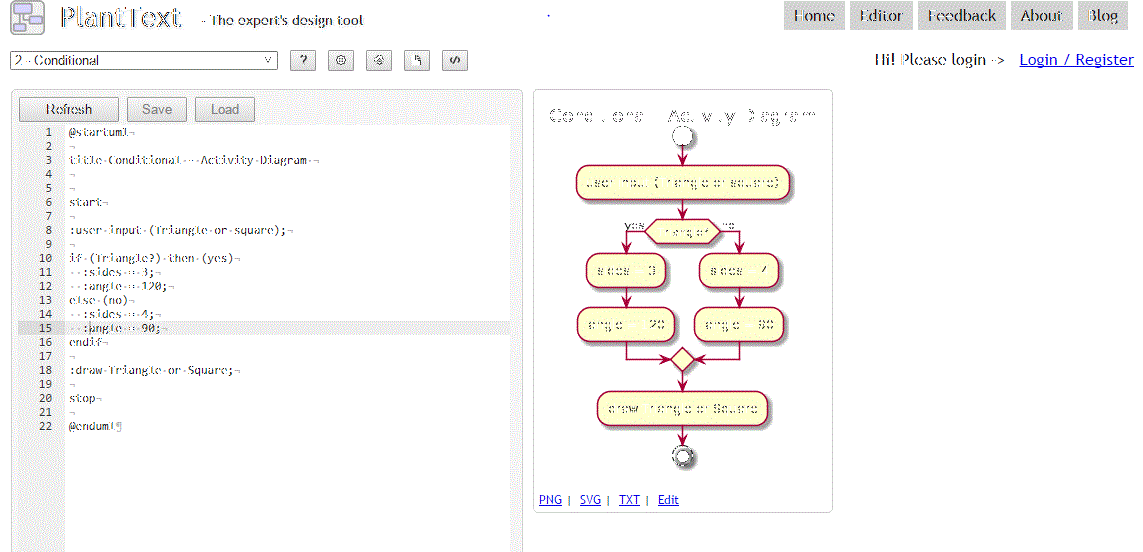 PlantText - The expert's design tool
Home Editor Feedback About Blog
2 - Conditional
Hi! Please login -> Login / Register
Refresh Save Load
1 @startuml
2
3 title Conditional - Activity Diagram
4
5
6 start
7
8 :user input (Triangle or square);
9
10 if (Triangle?) then (yes)
11 :sides = 3;
12 :angle = 120;
13 else (no)
14 :sides = 4;
15 :angle = 90;
16 endif
17
18 :draw Triangle or Square;
19
20 stop
21
22 @enduml
Conditional - Activity Diagram
user input (Triangle or square)
yes Triangle? no
sides = 3 sides = 4
angle = 120 angle = 90
draw Triangle or Square
PNG | SVG | TXT | Edit